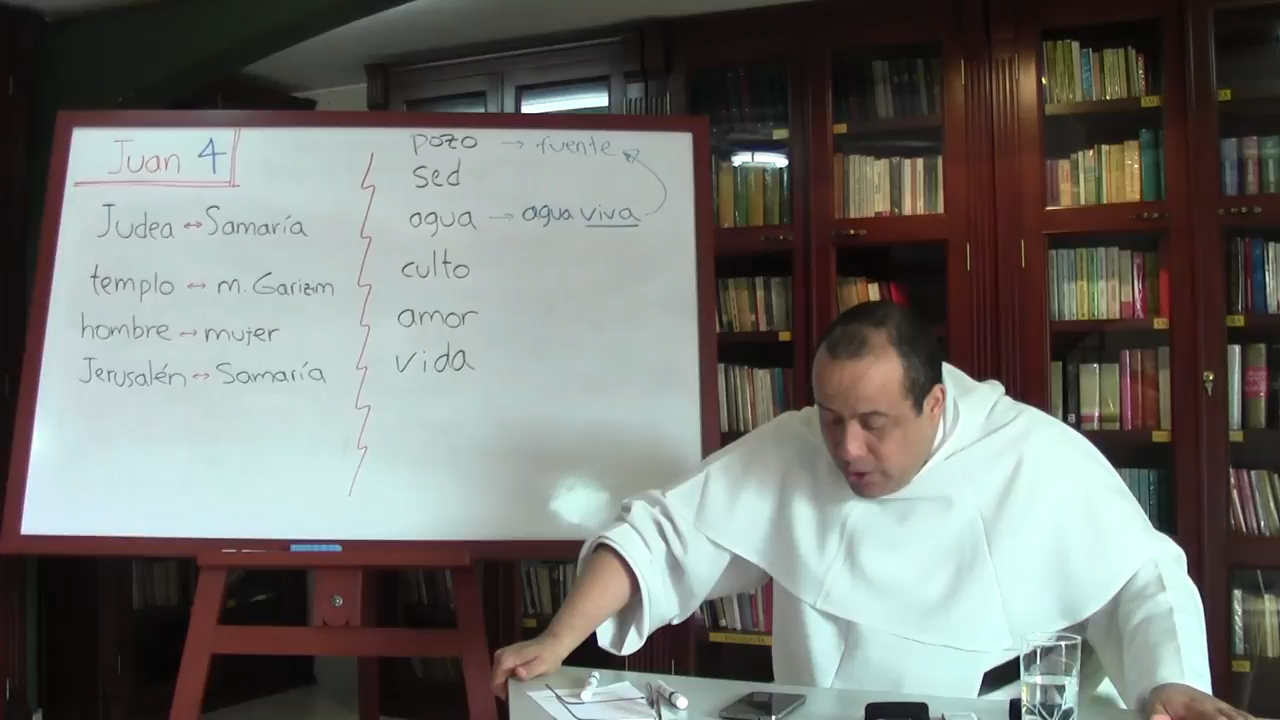 Juan 4
Judea ↔ Samaría
templo ↔ m. Garizim
hombre ↔ mujer
Jerusalén ↔ Samaría
pozo → fuente
sed
agua → agua viva
culto
amor
vida